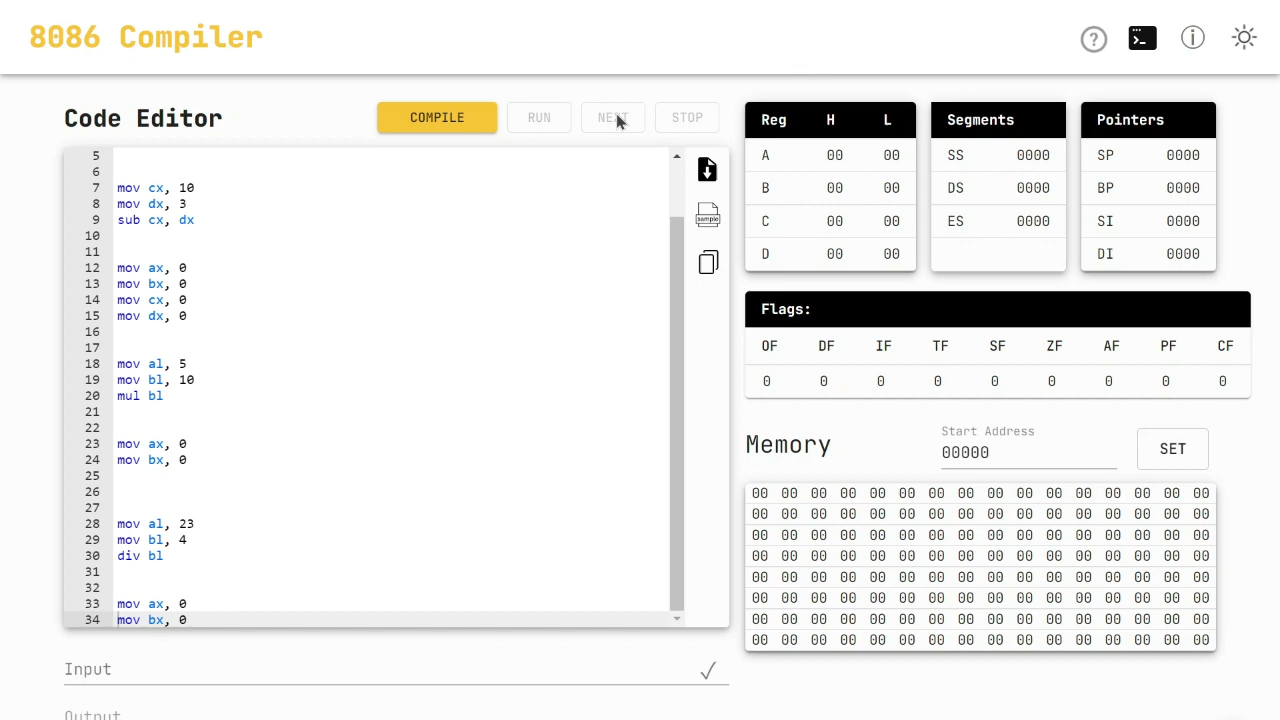 8086 Compiler
Code Editor
COMPILE
RUN
NEXT
STOP
5
6
7 mov cx, 10
8 mov dx, 3
9 sub cx, dx
10
11
12 mov ax, 0
13 mov bx, 0
14 mov cx, 0
15 mov dx, 0
16
17
18 mov al, 5
19 mov bl, 10
20 mul bl
21
22
23 mov ax, 0
24 mov bx, 0
25
26
27
28 mov al, 23
29 mov bl, 4
30 div bl
31
32
33 mov ax, 0
34 mov bx, 0
sample
Input
Output
Reg H L
A 00 00
B 00 00
C 00 00
D 00 00
Segments
SS 0000
DS 0000
ES 0000
Pointers
SP 0000
BP 0000
SI 0000
DI 0000
Flags:
OF DF IF TF SF ZF AF PF CF
0 0 0 0 0 0 0 0 0
Memory
Start Address
00000
SET
00 00 00 00 00 00 00 00 00 00 00 00 00 00 00 00
00 00 00 00 00 00 00 00 00 00 00 00 00 00 00 00
00 00 00 00 00 00 00 00 00 00 00 00 00 00 00 00
00 00 00 00 00 00 00 00 00 00 00 00 00 00 00 00
00 00 00 00 00 00 00 00 00 00 00 00 00 00 00 00
00 00 00 00 00 00 00 00 00 00 00 00 00 00 00 00
00 00 00 00 00 00 00 00 00 00 00 00 00 00 00 00
00 00 00 00 00 00 00 00 00 00 00 00 00 00 00 00